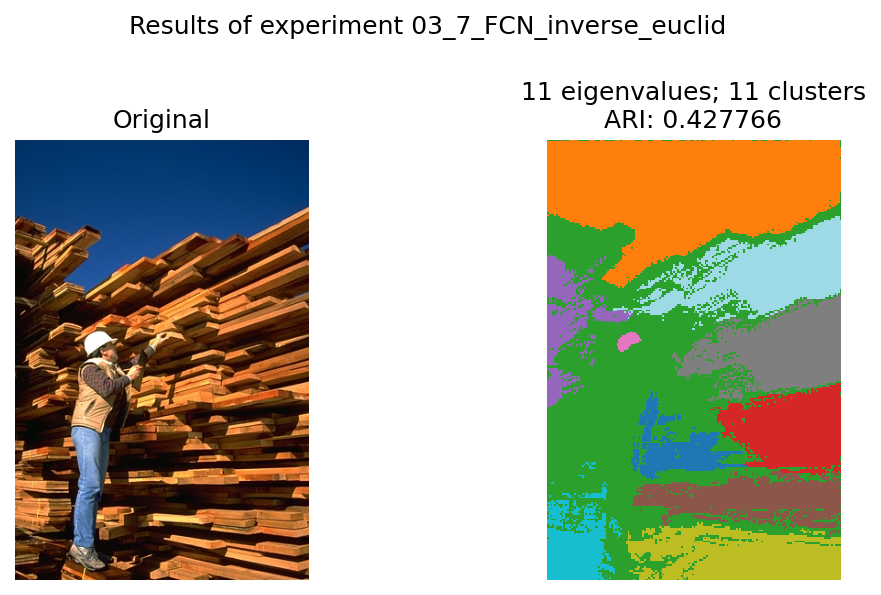 Results of experiment 03_7_FCN_inverse_euclid
Original
11 eigenvalues; 11 clusters
ARI: 0.427766